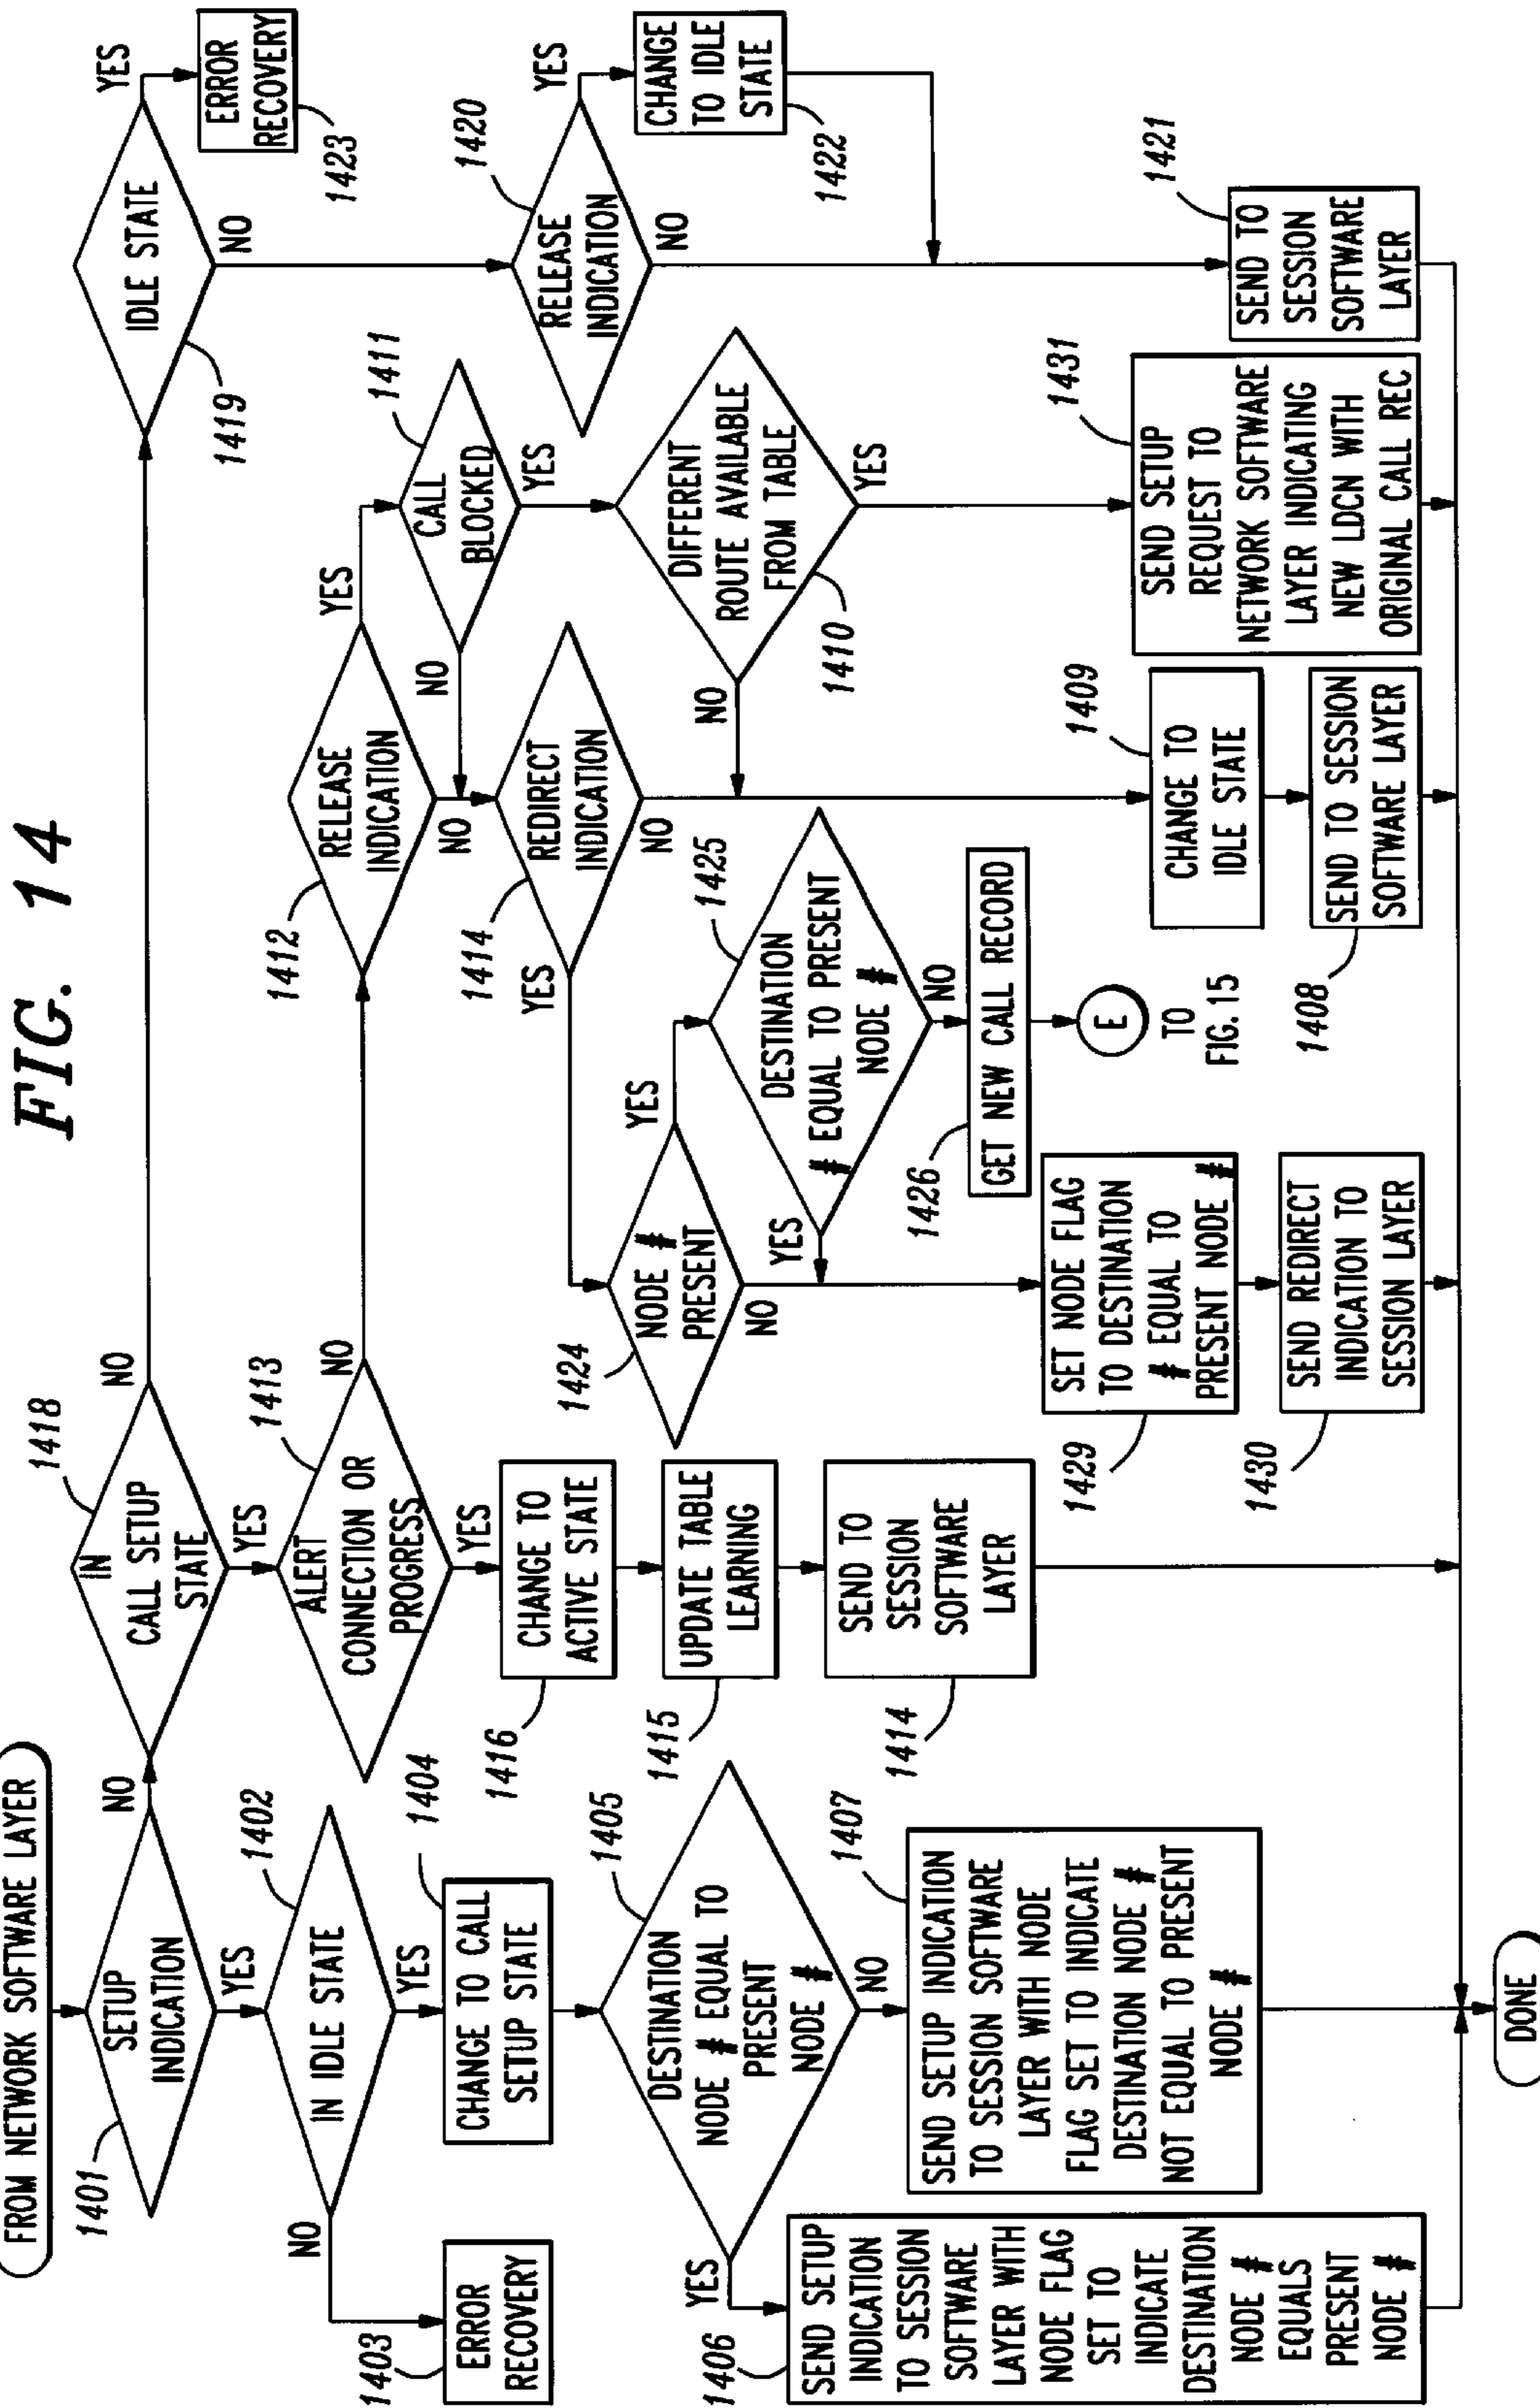 FIG. 14
FROM NETWORK SOFTWARE LAYER
1401
SETUP
INDICATION
NO
YES
1402
IN IDLE STATE
NO
YES
1403
ERROR
RECOVERY
1404
CHANGE TO CALL
SETUP STATE
1405
DESTINATION
NODE # EQUAL TO
PRESENT
NODE #
YES
NO
1406
SEND SETUP
INDICATION
TO SESSION
SOFTWARE
LAYER WITH
NODE FLAG
SET TO
INDICATE
DESTINATION
NODE #
EQUALS
PRESENT
NODE #
1407
SEND SETUP INDICATION
TO SESSION SOFTWARE
LAYER WITH NODE
FLAG SET TO INDICATE
DESTINATION NODE #
NOT EQUAL TO PRESENT
NODE #
1418
IN
CALL SETUP
STATE
NO
YES
1413
ALERT
CONNECTION OR
PROGRESS
NO
YES
1416
CHANGE TO
ACTIVE STATE
1415
UPDATE TABLE
LEARNING
1414
SEND TO
SESSION
SOFTWARE
LAYER
1412
RELEASE
INDICATION
YES
NO
1411
CALL
BLOCKED
NO
YES
1414
REDIRECT
INDICATION
YES
NO
DIFFERENT
ROUTE AVAILABLE
FROM TABLE
1410
NO
YES
1424
NODE #
PRESENT
YES
NO
1425
DESTINATION
# EQUAL TO PRESENT
NODE #
YES
NO
1426
GET NEW CALL RECORD
E
TO
FIG. 15
1429
SET NODE FLAG
TO DESTINATION
# EQUAL TO
PRESENT NODE #
1430
SEND REDIRECT
INDICATION TO
SESSION LAYER
1409
CHANGE TO
IDLE STATE
1408
SEND TO SESSION
SOFTWARE LAYER
1431
SEND SETUP
REQUEST TO
NETWORK SOFTWARE
LAYER INDICATING
NEW LDCN WITH
ORIGINAL CALL REC
1419
IDLE STATE
YES
NO
ERROR
RECOVERY
1423
1420
RELEASE
INDICATION
YES
NO
CHANGE
TO IDLE
STATE
1422
1421
SEND TO
SESSION
SOFTWARE
LAYER
DONE